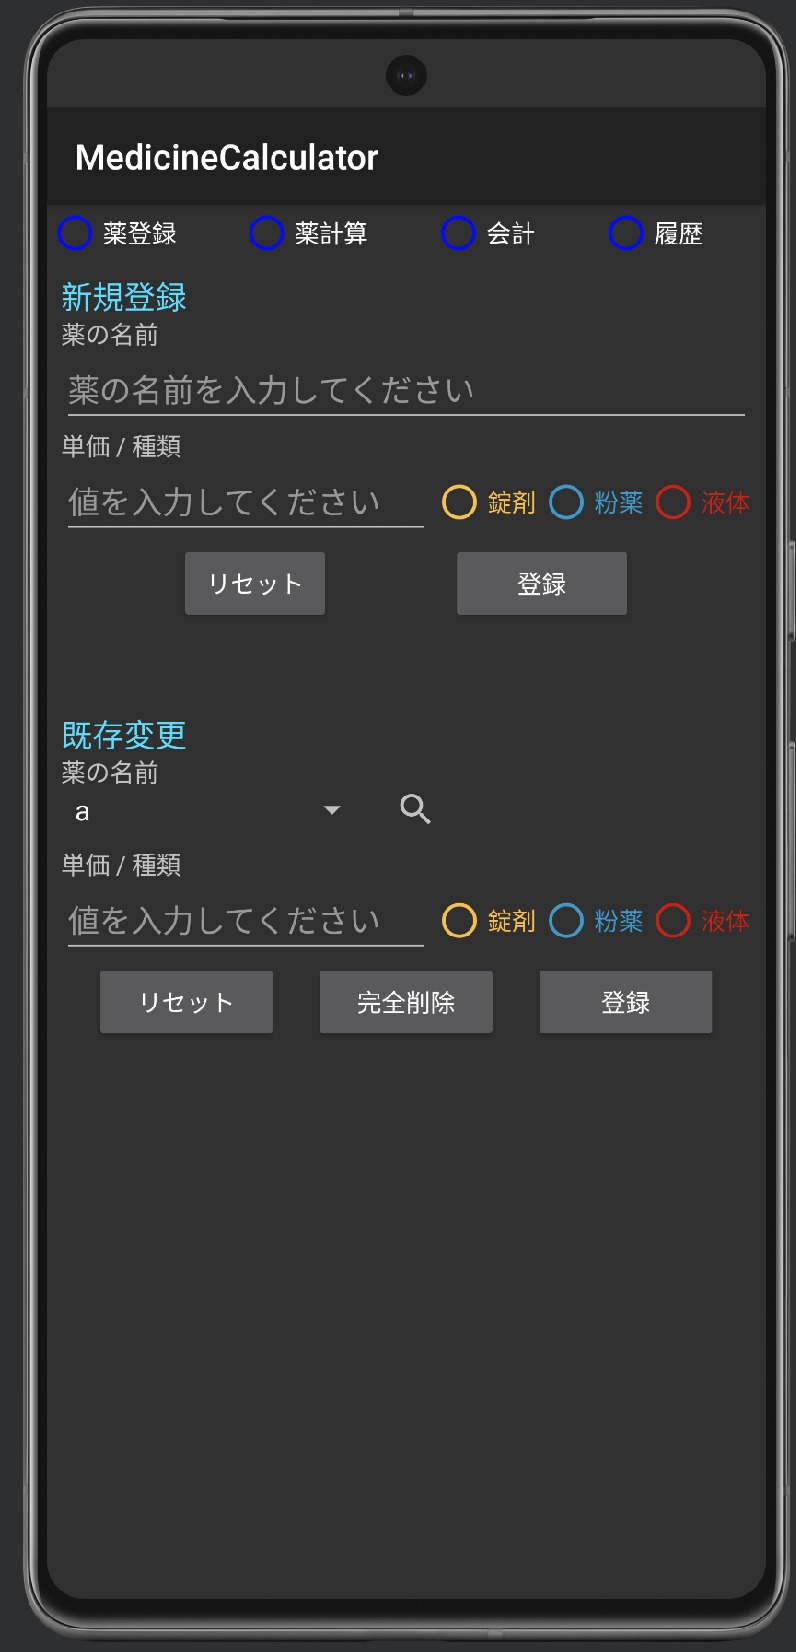 MedicineCalculator
薬登録 薬計算 会計 履歴
新規登録
薬の名前
薬の名前を入力してください
単価 / 種類
値を入力してください 錠剤 粉薬 液体
リセット 登録
既存変更
薬の名前
a
単価 / 種類
値を入力してください 錠剤 粉薬 液体
リセット 完全削除 登録